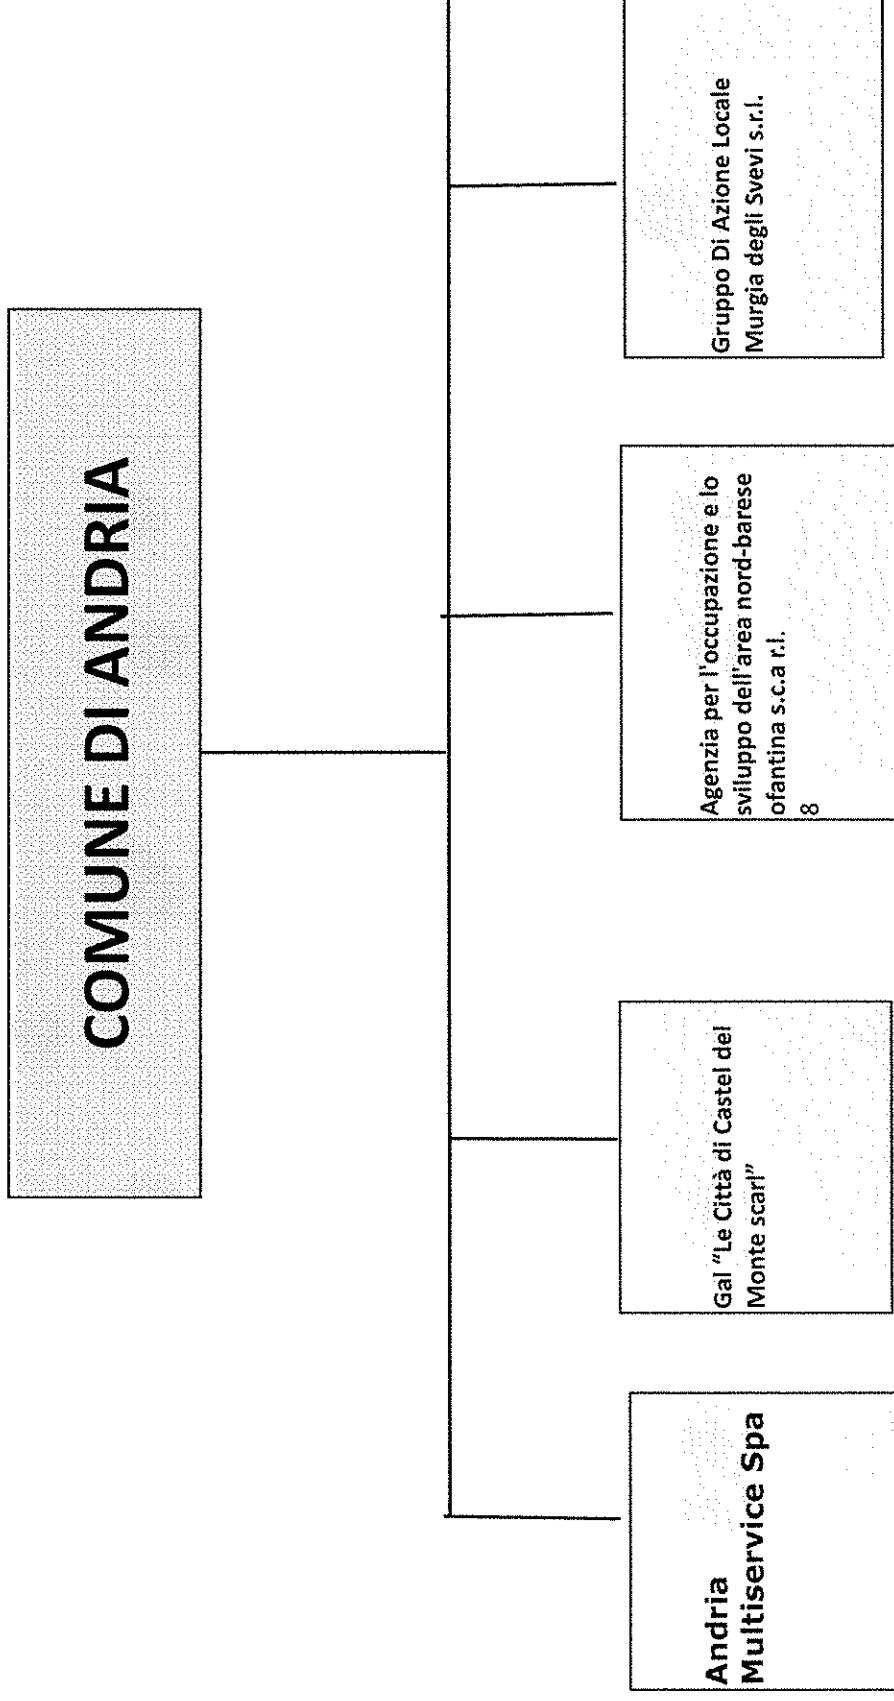 COMUNE DI ANDRIA
Andria
Multiservice Spa
Gal “Le Città di Castel del
Monte scarl”
Agenzia per l'occupazione e lo
sviluppo dell'area nord-barese
ofantina s.c.a r.l.
8
Gruppo Di Azione Locale
Murgia degli Svevi s.r.l.